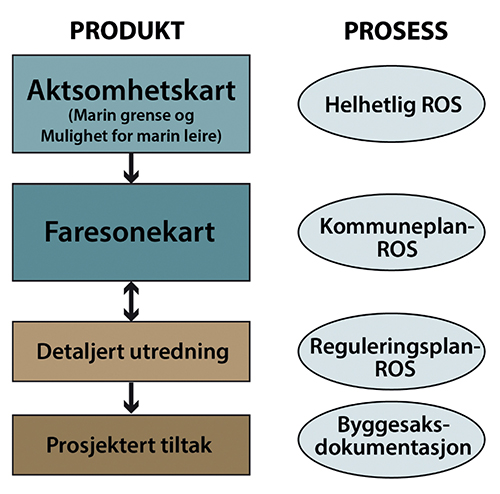 PRODUKT
PROSESS
Aktsomhetskart
(Marin grense og
Mulighet for marin leire)
Helhetlig ROS
Faresonekart
Kommuneplan-
ROS
Detaljert utredning
Reguleringsplan-
ROS
Prosjektert tiltak
Byggesaks-
dokumentasjon